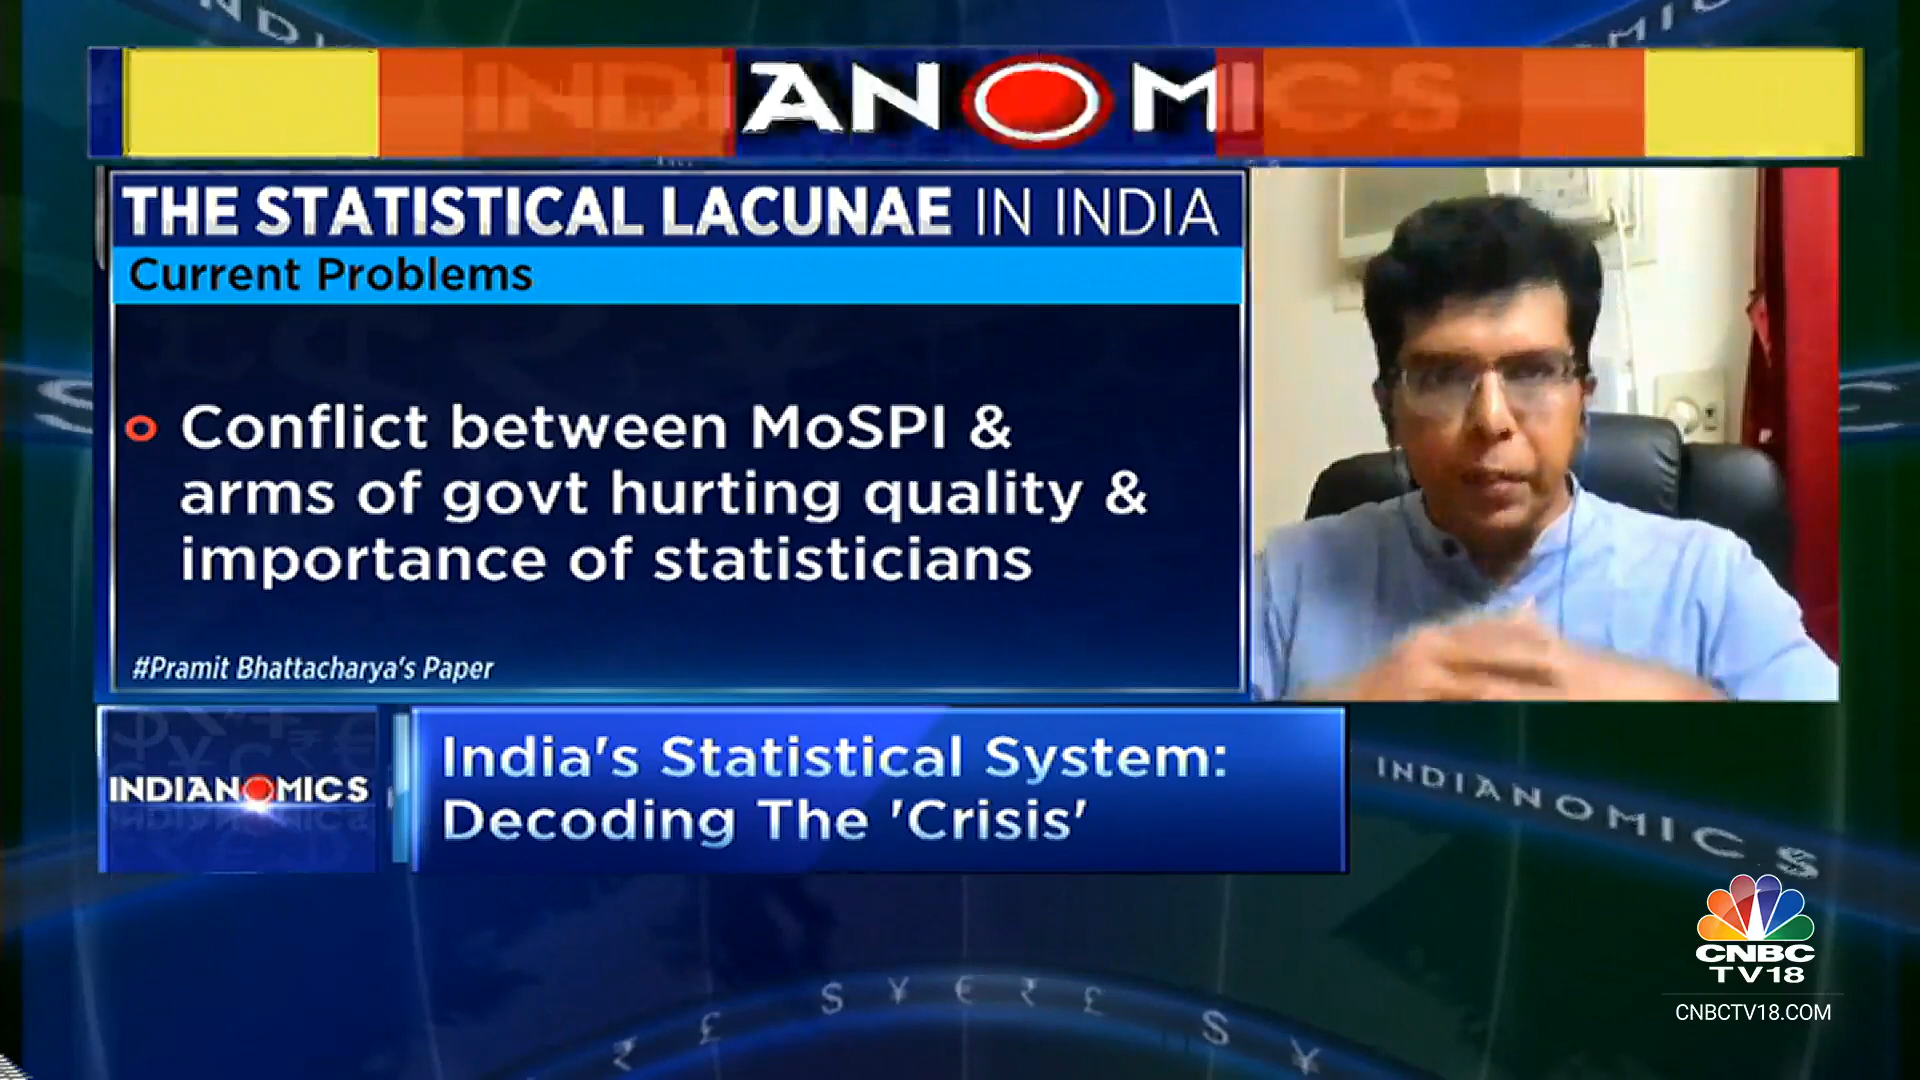 INDIANOMICS
INDIANOMICS
THE STATISTICAL LACUNAE IN INDIA
Current Problems
Conflict between MoSPI &
arms of govt hurting quality &
importance of statisticians
#Pramit Bhattacharya's Paper
INDIANOMICS
India's Statistical System:
Decoding The 'Crisis'
INDIANOMICS
CNBC
TV18
CNBCTV18.COM
$ ¥ € ₹ £
₹ £ $ ¥